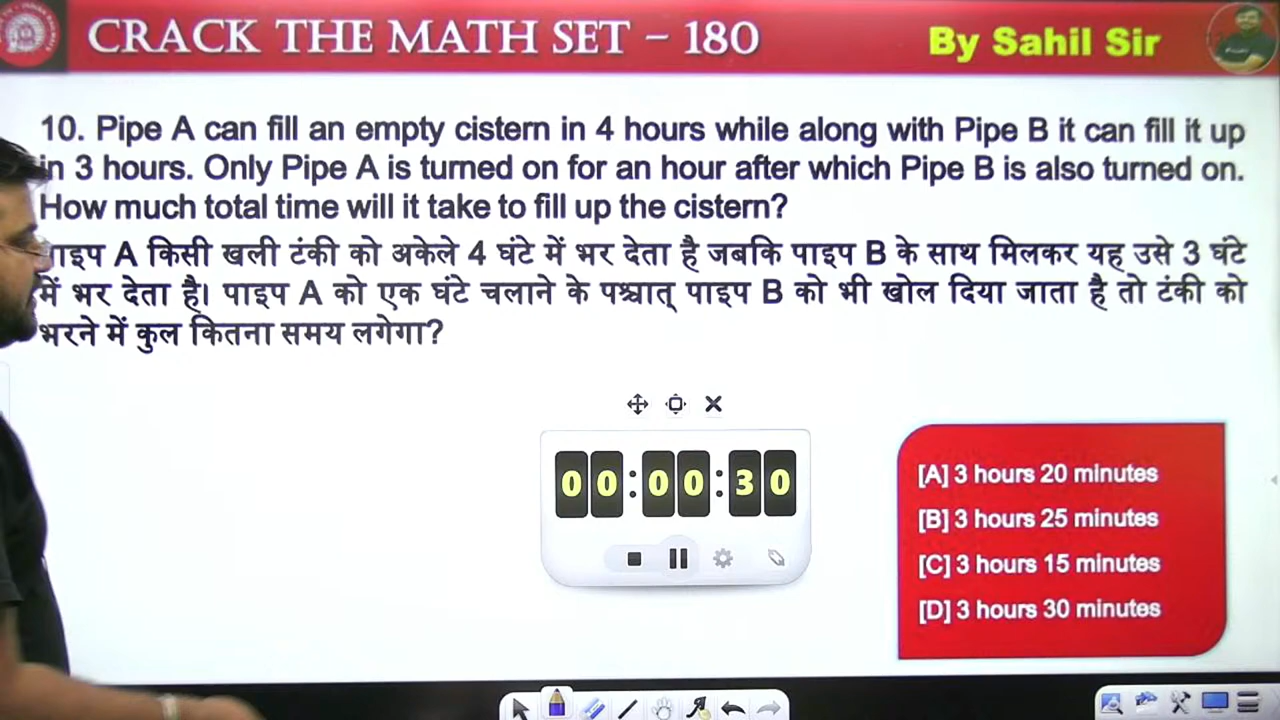 CRACK THE MATH SET – 180
By Sahil Sir
10. Pipe A can fill an empty cistern in 4 hours while along with Pipe B it can fill it up
in 3 hours. Only Pipe A is turned on for an hour after which Pipe B is also turned on.
How much total time will it take to fill up the cistern?
पाइप A किसी खली टंकी को अकेले 4 घंटे में भर देता है जबकि पाइप B के साथ मिलकर यह उसे 3 घंटे
में भर देता है। पाइप A को एक घंटे चलाने के पश्चात् पाइप B को भी खोल दिया जाता है तो टंकी को
भरने में कुल कितना समय लगेगा?
00:00:30
[A] 3 hours 20 minutes
[B] 3 hours 25 minutes
[C] 3 hours 15 minutes
[D] 3 hours 30 minutes